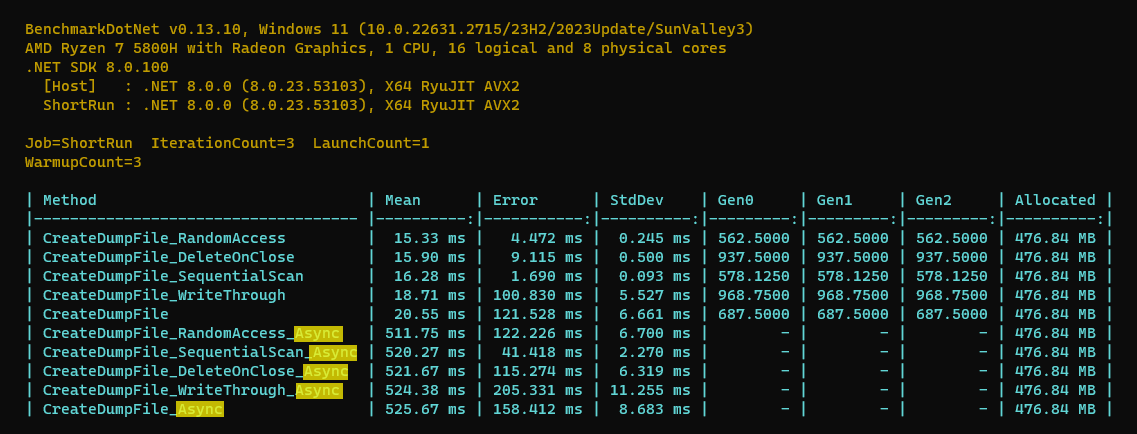 BenchmarkDotNet v0.13.10, Windows 11 (10.0.22631.2715/23H2/2023Update/SunValley3)
AMD Ryzen 7 5800H with Radeon Graphics, 1 CPU, 16 logical and 8 physical cores
.NET SDK 8.0.100
  [Host]   : .NET 8.0.0 (8.0.23.53103), X64 RyuJIT AVX2
  ShortRun : .NET 8.0.0 (8.0.23.53103), X64 RyuJIT AVX2
Job=ShortRun  IterationCount=3  LaunchCount=1
WarmupCount=3
| Method                              | Mean      | Error      | StdDev    | Gen0     | Gen1     | Gen2     | Allocated |
|------------------------------------ |----------:|-----------:|----------:|---------:|---------:|---------:|----------:|
| CreateDumpFile_RandomAccess         |  15.33 ms |   4.472 ms |  0.245 ms | 562.5000 | 562.5000 | 562.5000 | 476.84 MB |
| CreateDumpFile_DeleteOnClose        |  15.90 ms |   9.115 ms |  0.500 ms | 937.5000 | 937.5000 | 937.5000 | 476.84 MB |
| CreateDumpFile_SequentialScan       |  16.28 ms |   1.690 ms |  0.093 ms | 578.1250 | 578.1250 | 578.1250 | 476.84 MB |
| CreateDumpFile_WriteThrough         |  18.71 ms | 100.830 ms |  5.527 ms | 968.7500 | 968.7500 | 968.7500 | 476.84 MB |
| CreateDumpFile                      |  20.55 ms | 121.528 ms |  6.661 ms | 687.5000 | 687.5000 | 687.5000 | 476.84 MB |
| CreateDumpFile_RandomAccess_Async   | 511.75 ms | 122.226 ms |  6.700 ms |        - |        - |        - | 476.84 MB |
| CreateDumpFile_SequentialScan_Async | 520.27 ms |  41.418 ms |  2.270 ms |        - |        - |        - | 476.84 MB |
| CreateDumpFile_DeleteOnClose_Async  | 521.67 ms | 115.274 ms |  6.319 ms |        - |        - |        - | 476.84 MB |
| CreateDumpFile_WriteThrough_Async   | 524.38 ms | 205.331 ms | 11.255 ms |        - |        - |        - | 476.84 MB |
| CreateDumpFile_Async                | 525.67 ms | 158.412 ms |  8.683 ms |        - |        - |        - | 476.84 MB |